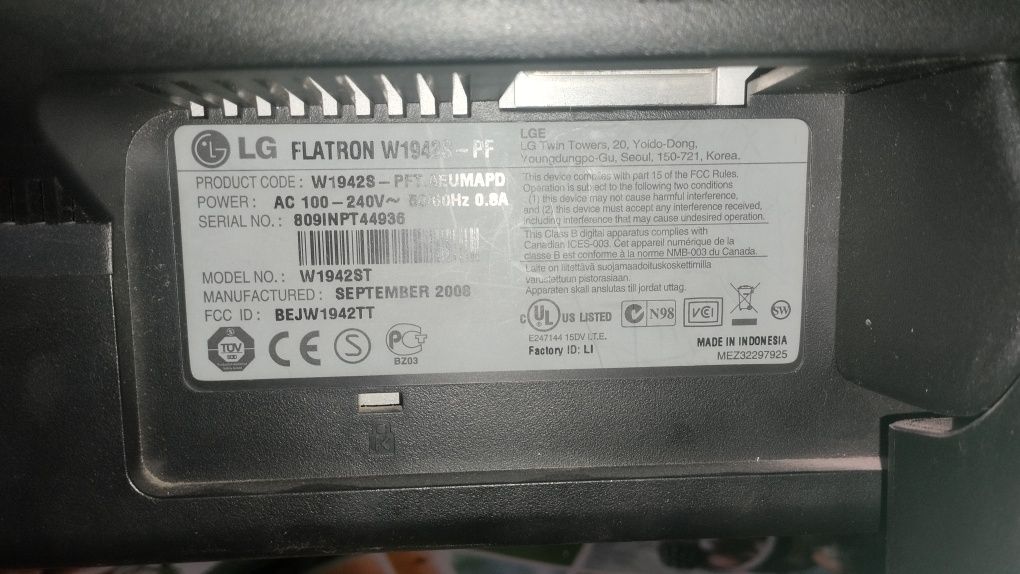 LG FLATRON W1942S-PF
PRODUCT CODE : W1942S-PFT.AEUMAPD
POWER : AC 100-240V~ 50/60Hz 0.8A
SERIAL NO. : 809INPT44936
MODEL NO. : W1942ST
MANUFACTURED : SEPTEMBER 2008
FCC ID : BEJW1942TT
TÜV
CE
S
BZ03
LGE
LG Twin Towers, 20, Yoido-Dong,
Youngdungpo-Gu, Seoul, 150-721, Korea.
This device complies with part 15 of the FCC Rules.
Operation is subject to the following two conditions
(1) this device may not cause harmful interference,
and (2) this device must accept any interference received,
including interference that may cause undesired operation.
This Class B digital apparatus complies with
Canadian ICES-003. Cet appareil numérique de la
classe B est conforme à la norme NMB-003 du Canada.
Laite on liitettävä suojamaadoituskoskettimilla
varustettuun pistorasiaan.
Apparaten skall anslutas till jordat uttag.
C UL US LISTED N98 VCI SW
E247144 15DV I.T.E.
Factory ID: LI
MADE IN INDONESIA
MEZ32297925